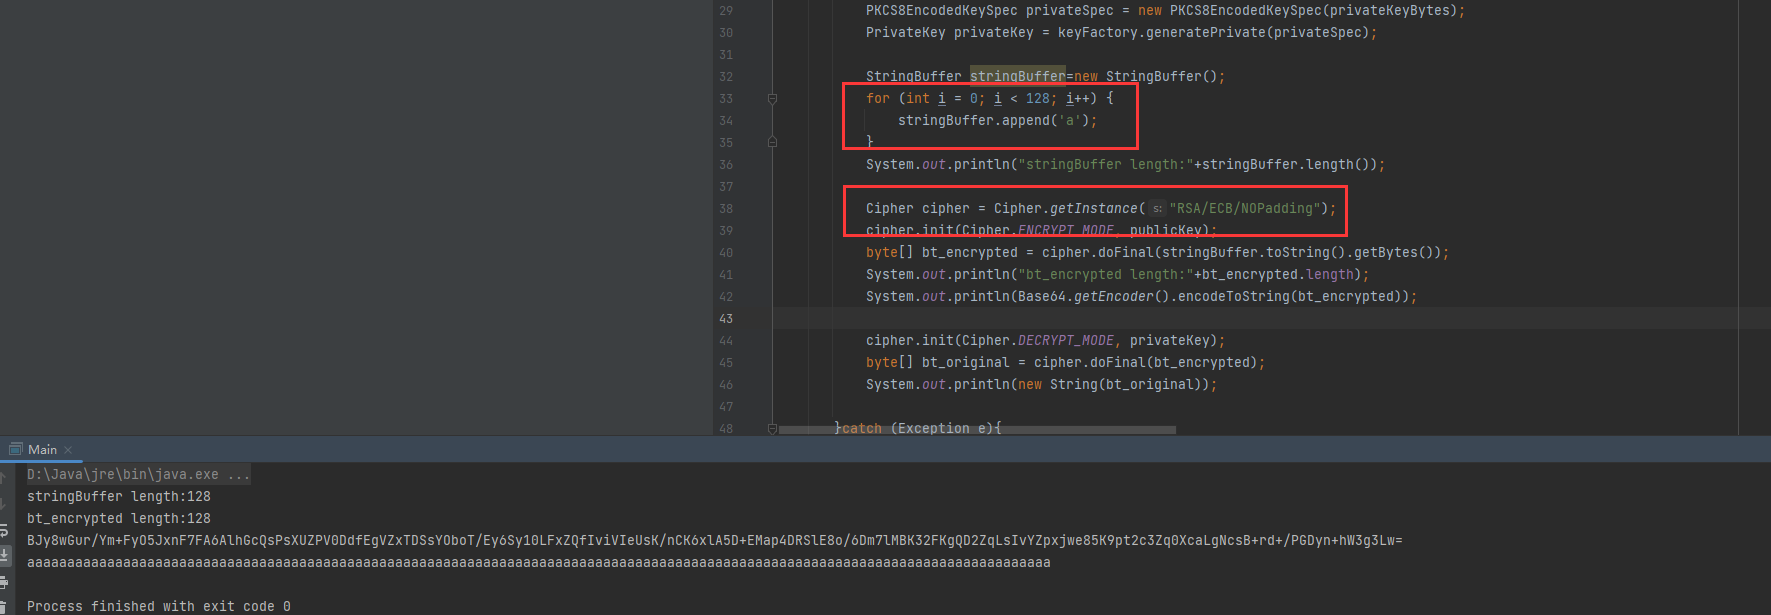 29 PKCS8EncodedKeySpec privateSpec = new PKCS8EncodedKeySpec(privateKeyBytes);
30 PrivateKey privateKey = keyFactory.generatePrivate(privateSpec);
31
32 StringBuffer stringBuffer=new StringBuffer();
33 for (int i = 0; i < 128; i++) {
34 stringBuffer.append('a');
35 }
36 System.out.println("stringBuffer length:"+stringBuffer.length());
37
38 Cipher cipher = Cipher.getInstance( s: "RSA/ECB/NOPadding");
39 cipher.init(Cipher.ENCRYPT_MODE, publicKey);
40 byte[] bt_encrypted = cipher.doFinal(stringBuffer.toString().getBytes());
41 System.out.println("bt_encrypted length:"+bt_encrypted.length);
42 System.out.println(Base64.getEncoder().encodeToString(bt_encrypted));
43
44 cipher.init(Cipher.DECRYPT_MODE, privateKey);
45 byte[] bt_original = cipher.doFinal(bt_encrypted);
46 System.out.println(new String(bt_original));
47
48 }catch (Exception e){
Main
D:\Java\jre\bin\java.exe ...
stringBuffer length:128
bt_encrypted length:128
BJy8wGur/Ym+FyO5JxnF7FA6AlhGcQsPsXUZPV0DdfEgVZxTDSsYOboT/Ey6Sy10LFxZQfIviVIeUsK/nCK6xlA5D+EMap4DRSlE8o/6Dm7lMBK32FKgQD2ZqLsIvYZpxjwe85K9pt2c3Zq0XcaLgNcsB+rd+/PGDyn+hW3g3Lw=
aaaaaaaaaaaaaaaaaaaaaaaaaaaaaaaaaaaaaaaaaaaaaaaaaaaaaaaaaaaaaaaaaaaaaaaaaaaaaaaaaaaaaaaaaaaaaaaaaaaaaaaaaaaaaaaaaaaaaaaaaaaaaaaa
Process finished with exit code 0